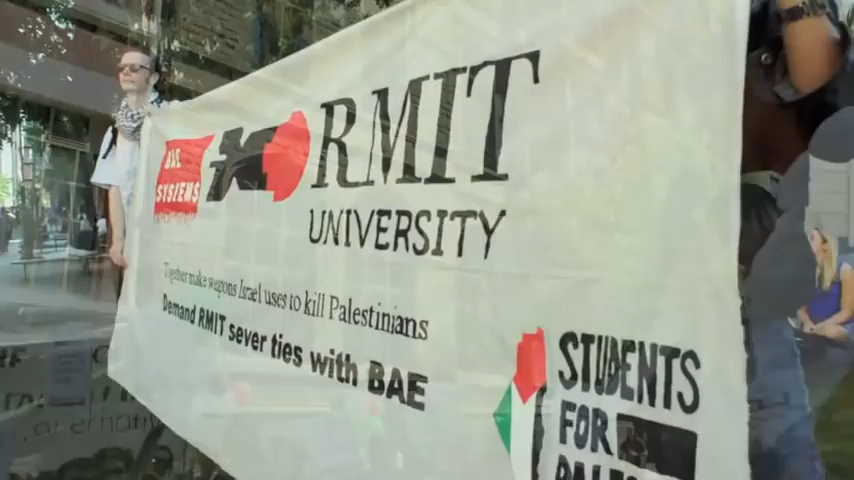 BAE
SYSTEMS
RMIT
UNIVERSITY
Together make weapons Israel uses to kill Palestinians
Demand RMIT sever ties with BAE
STUDENTS
FOR